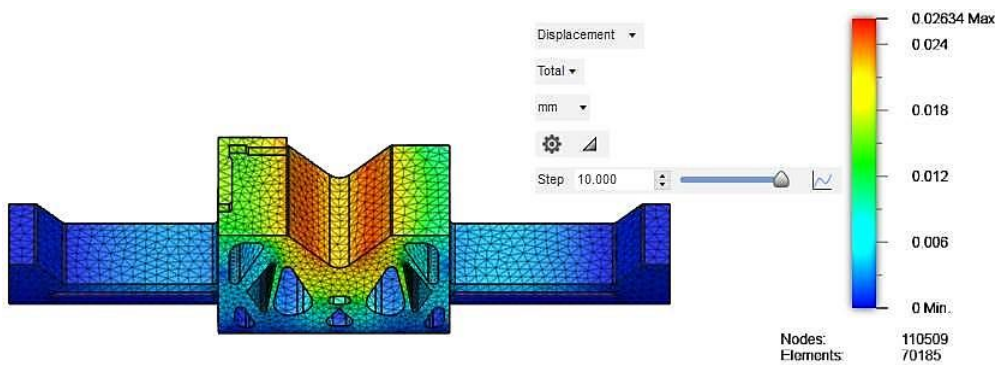 Displacement
Total
mm
Step 10.000
0.02634 Max
0.024
0.018
0.012
0.006
0 Min.
Nodes: 110509
Elements: 70185